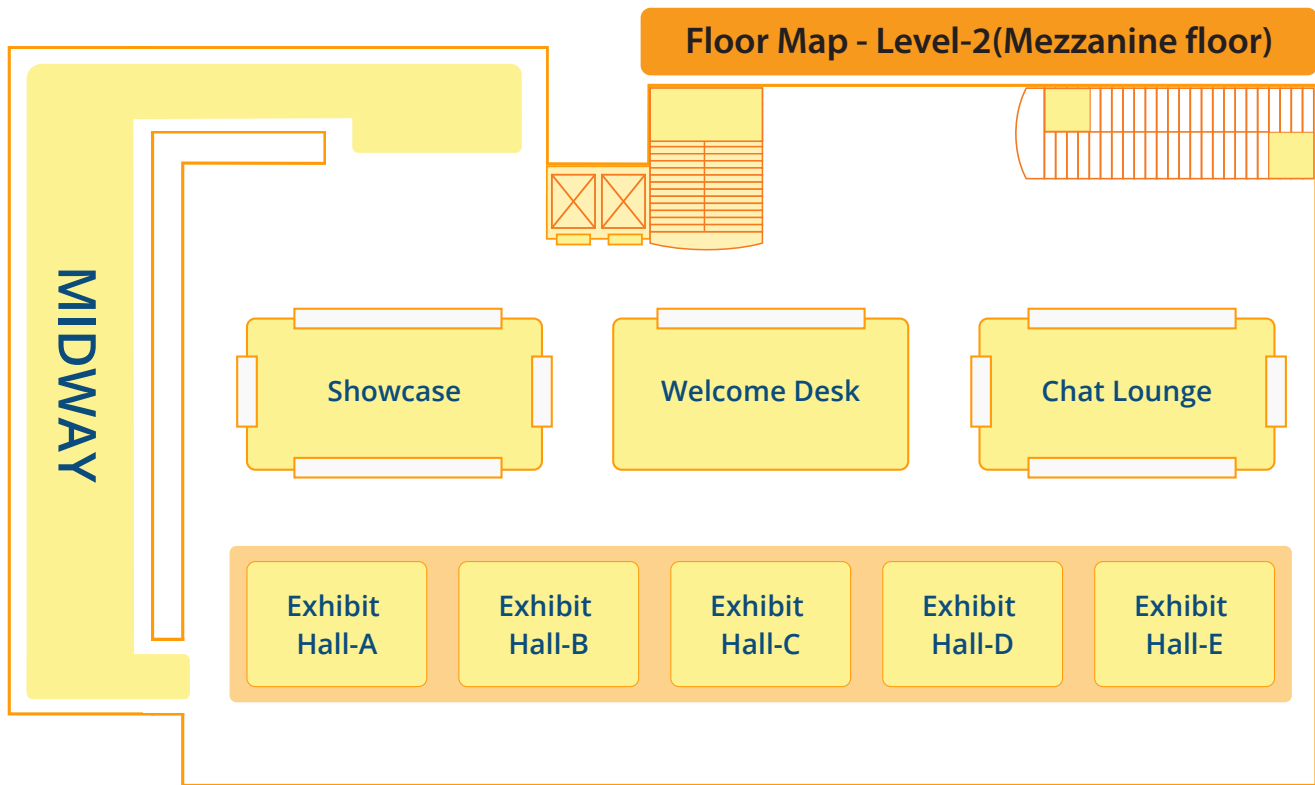 Floor Map - Level-2(Mezzanine floor)
MIDWAY
Showcase
Welcome Desk
Chat Lounge
Exhibit
Hall-A
Exhibit
Hall-B
Exhibit
Hall-C
Exhibit
Hall-D
Exhibit
Hall-E